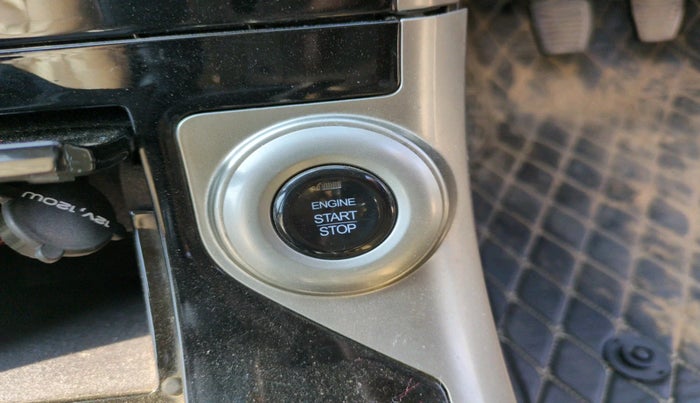 ENGINE
START
STOP
12V,120W